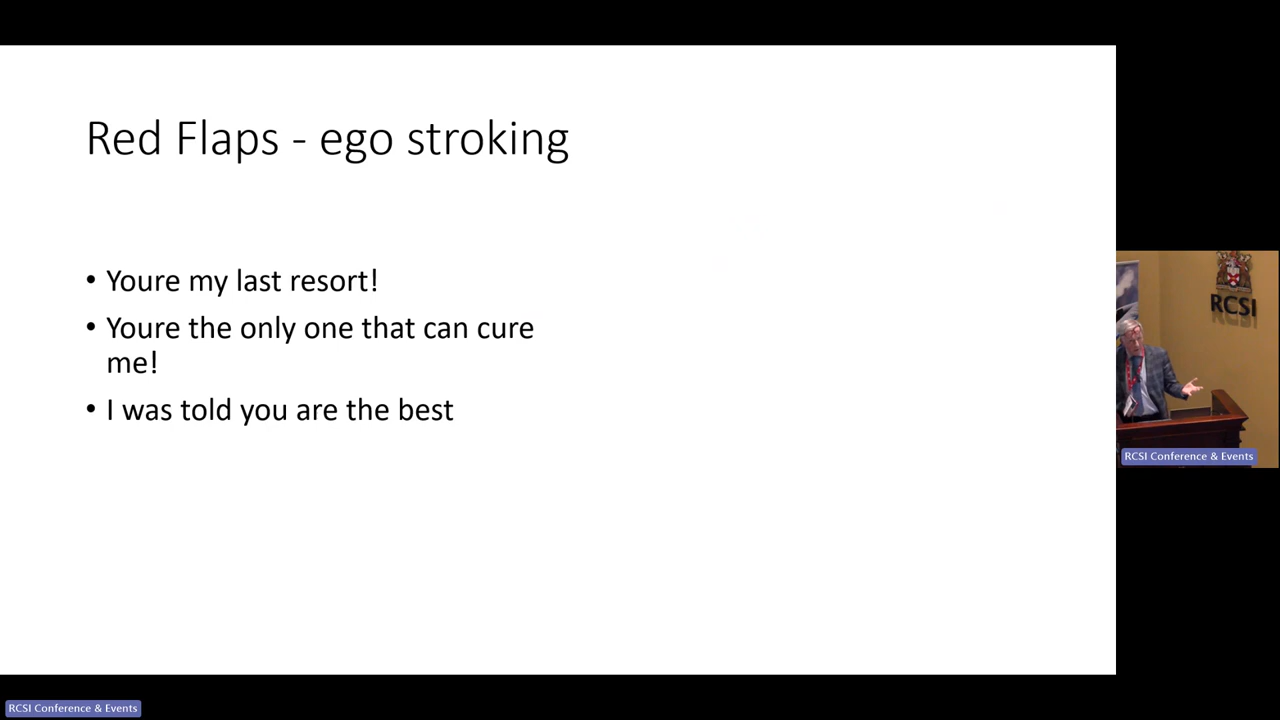 Red Flaps - ego stroking
• Youre my last resort!
• Youre the only one that can cure
me!
• I was told you are the best
RCSI
RCSI Conference & Events
RCSI Conference & Events